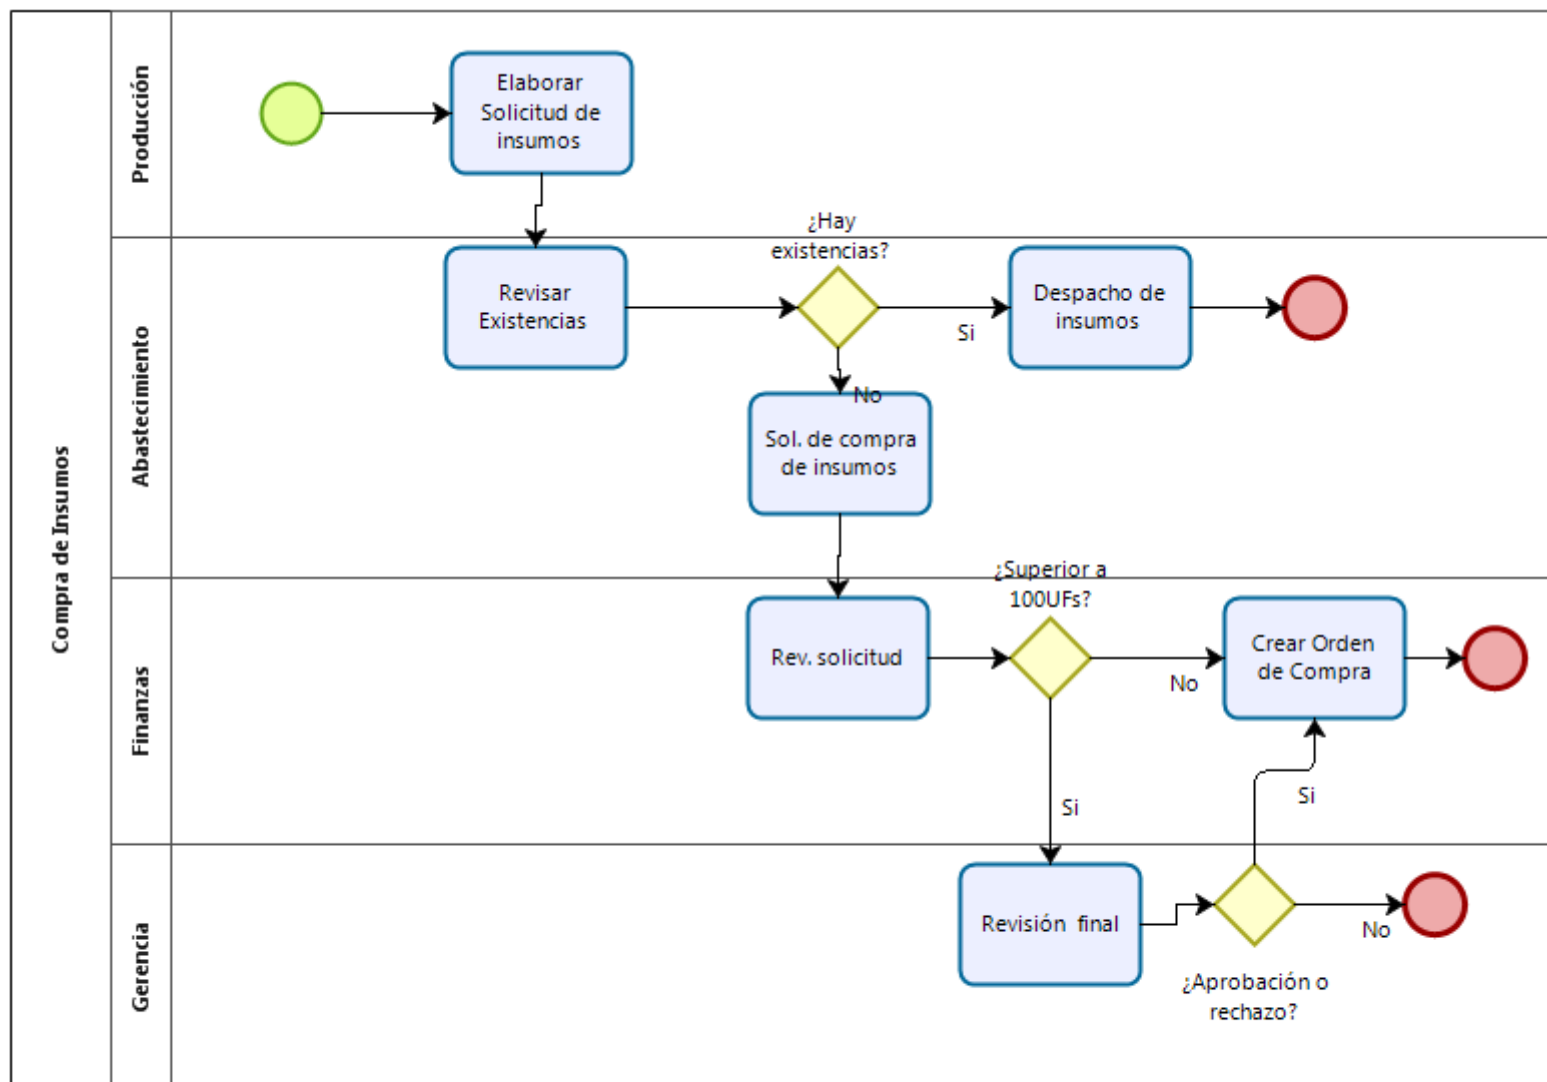 Compra de Insumos
Producción
Elaborar
Solicitud de
insumos
Abastecimiento
Revisar
Existencias
¿Hay
existencias?
Si
Despacho de
insumos
No
Sol. de compra
de insumos
Finanzas
Rev. solicitud
¿Superior a
100UFs?
No
Crear Orden
de Compra
Si
Si
Gerencia
Revisión  final
No
¿Aprobación o
rechazo?